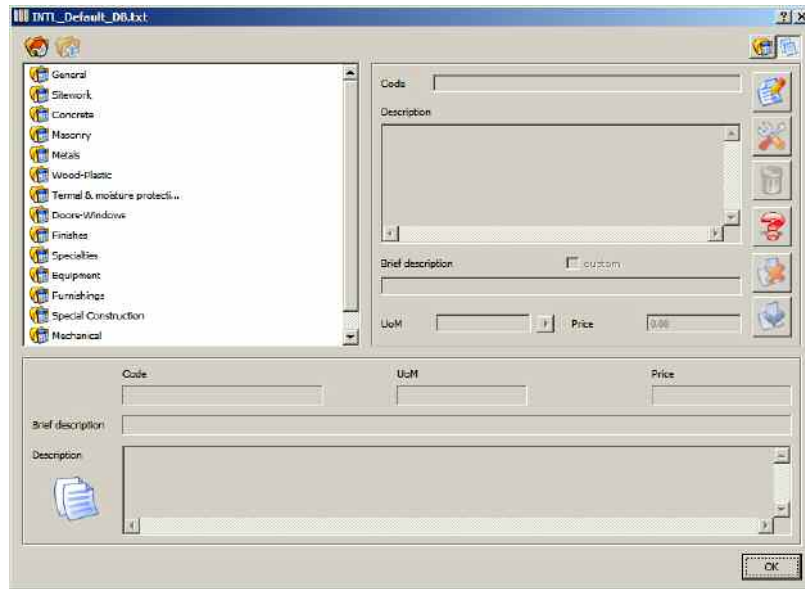 INTL_Default_DB.txt
General
Sitework
Concrete
Masonry
Metals
Wood-Plastic
Termal & moisture protecti...
Doors-Windows
Finishes
Specialties
Equipment
Furnishings
Special Construction
Mechanical
Code
Description
Brief description
custom
UoM
Price
0.00
Code
UoM
Price
Brief description
Description
OK